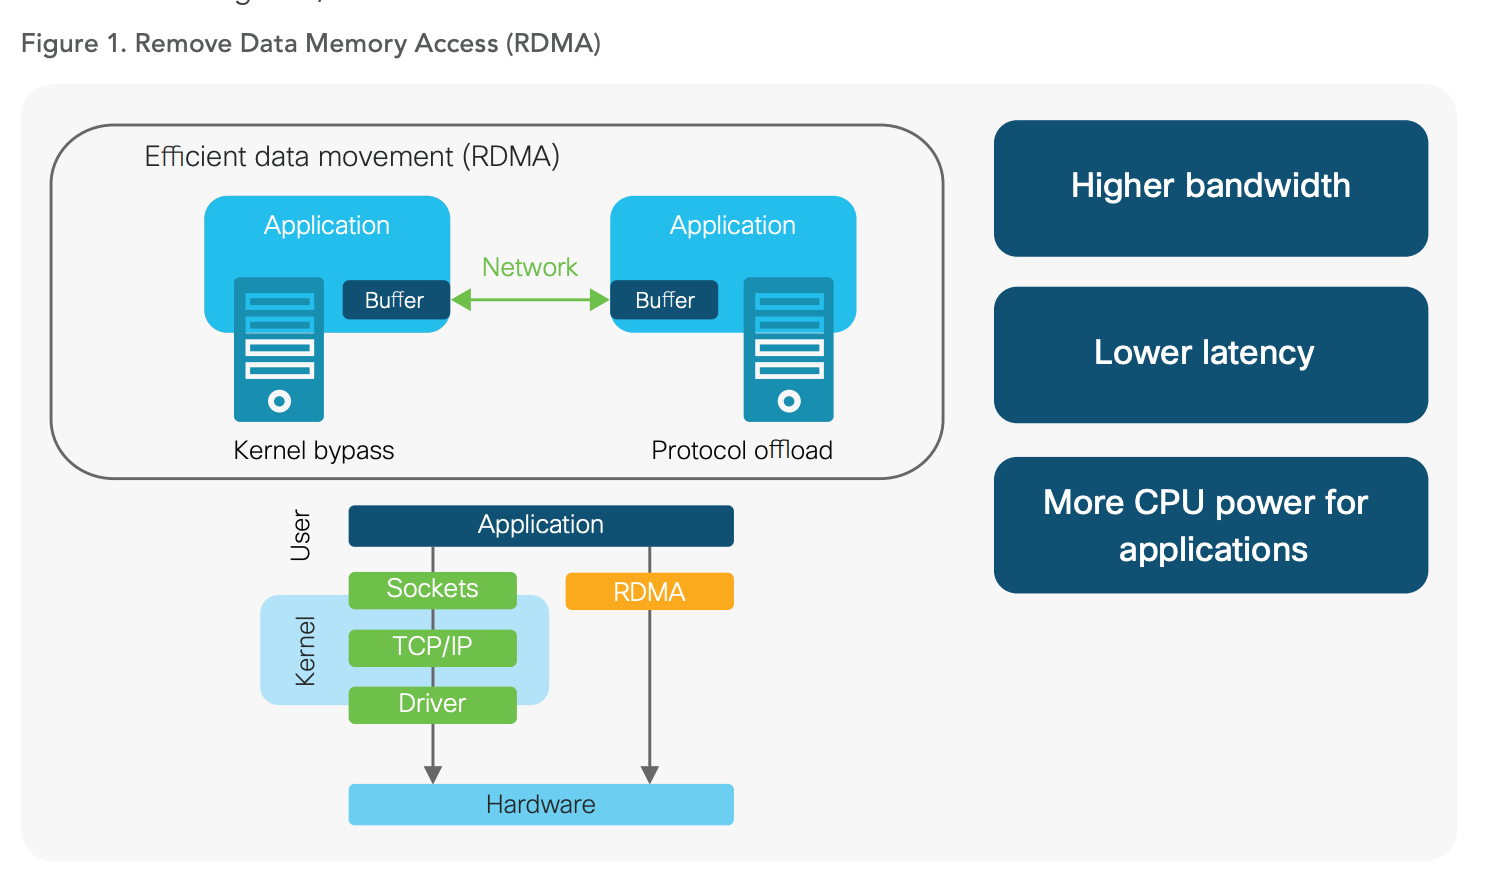 Figure 1. Remove Data Memory Access (RDMA)
Efficient data movement (RDMA)
Application
Application
Network
Buffer
Buffer
Kernel bypass
Protocol offload
Higher bandwidth
Lower latency
More CPU power for
applications
User
Application
Sockets
RDMA
Kernel
TCP/IP
Driver
Hardware